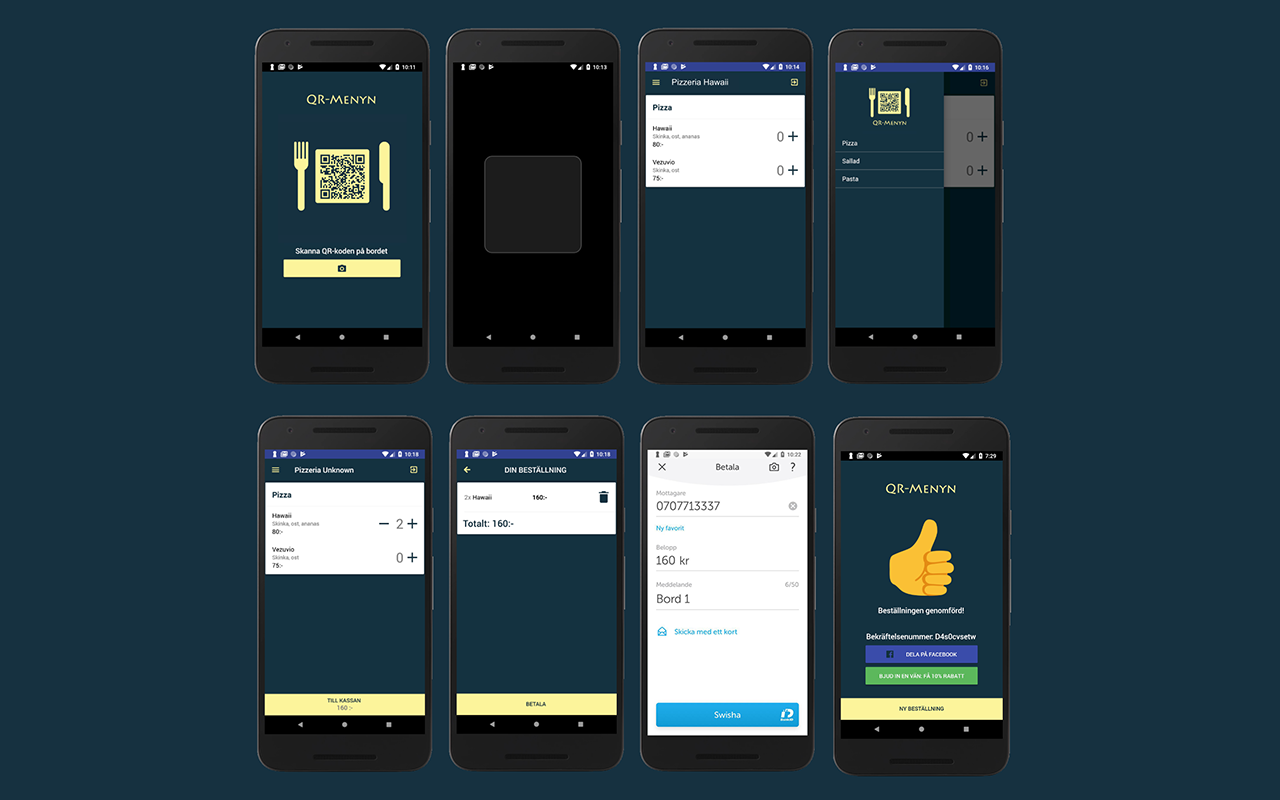 10:11
QR-Menyn
Skanna QR-koden på bordet
10:13
10:14
Pizzeria Hawaii
Pizza
Hawaii
Skinka, ost, ananas
80:-
0 +
Vezuvio
Skinka, ost
75:-
0 +
10:16
QR-Menyn
Pizza
Sallad
Pasta
0 +
0 +
10:18
Pizzeria Unknown
Pizza
Hawaii
Skinka, ost, ananas
80:-
− 2 +
Vezuvio
Skinka, ost
75:-
0 +
TILL KASSAN
160 :-
10:18
DIN BESTÄLLNING
2x Hawaii 160:-
Totalt: 160:-
BETALA
10:22
Betala ?
Mottagare
0707713337
Ny favorit
Belopp
160 kr
Meddelande 6/50
Bord 1
Skicka med ett kort
Swisha
7:29
QR-Menyn
Beställningen genomförd!
Bekräftelsenummer: D4s0cvsetw
DELA PÅ FACEBOOK
BJUD IN EN VÄN: FÅ 10% RABATT
NY BESTÄLLNING